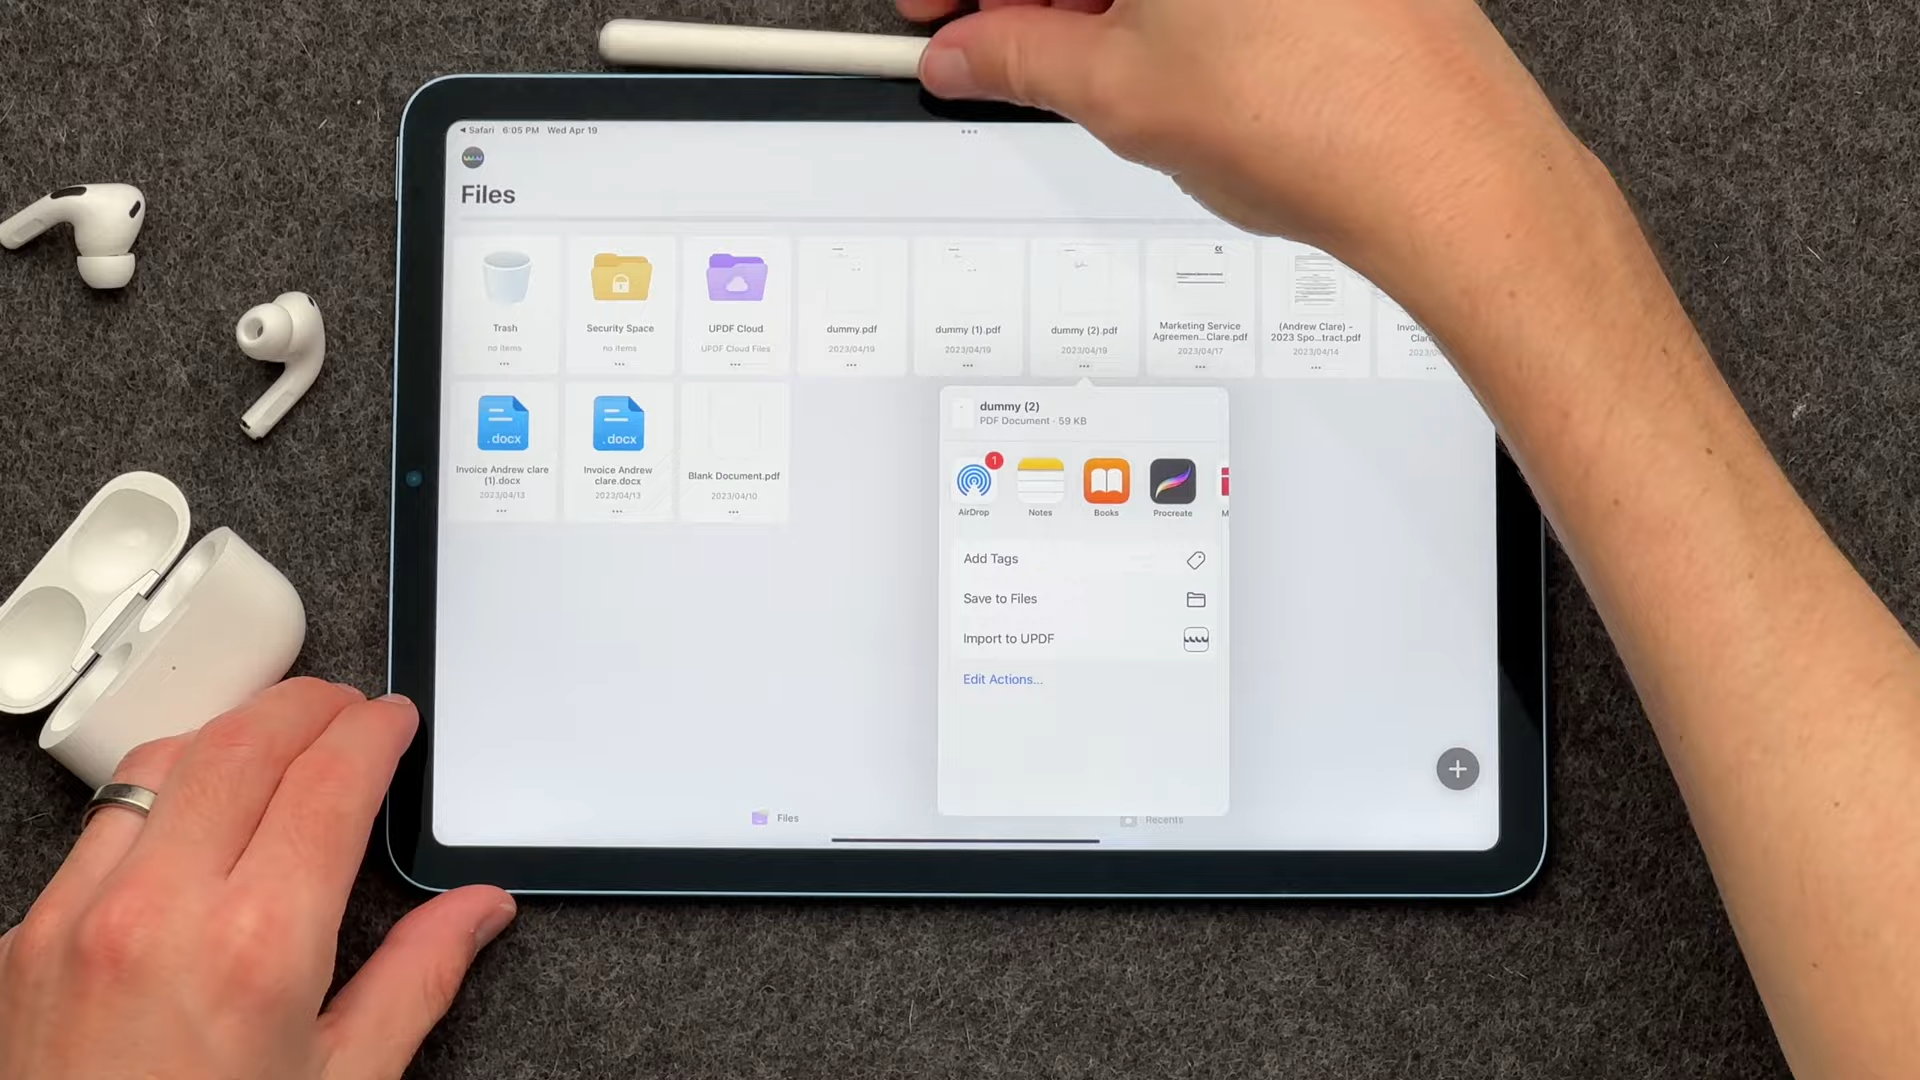 Safari 6:05 PM Wed Apr 19
Files
Trash
no items
Security Space
no items
UPDF Cloud
UPDF Cloud Files
dummy.pdf
2023/04/19
dummy (1).pdf
2023/04/19
dummy (2).pdf
2023/04/19
Marketing Service
Agreemen...Clare.pdf
2023/04/17
(Andrew Clare) -
2023 Spo...tract.pdf
2023/04/14
.docx
Invoice Andrew clare
(1).docx
2023/04/13
.docx
Invoice Andrew
clare.docx
2023/04/13
Blank Document.pdf
2023/04/10
dummy (2)
PDF Document · 59 KB
1
AirDrop
Notes
Books
Procreate
Add Tags
Save to Files
Import to UPDF
Edit Actions...
Files
Recents